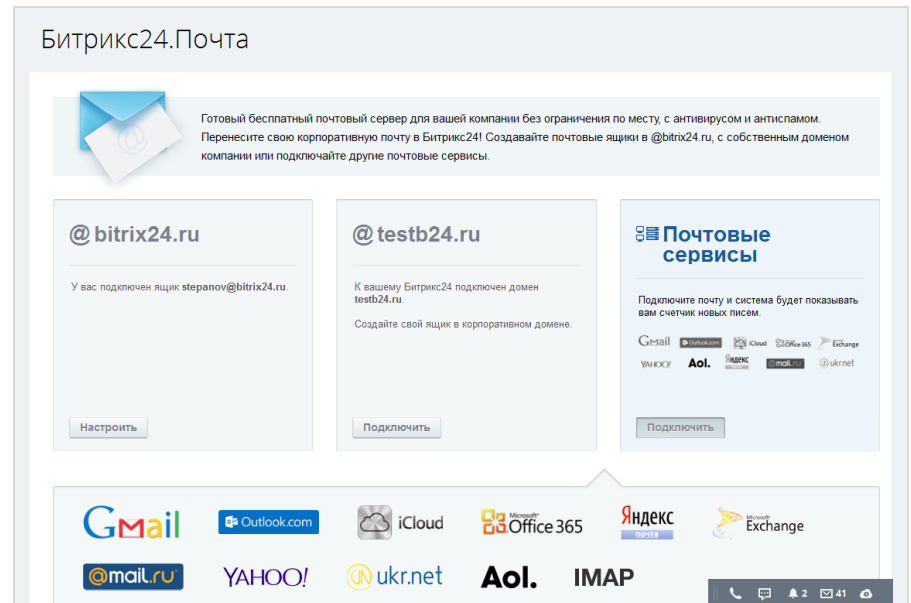 Битрикс24.Почта
Готовый бесплатный почтовый сервер для вашей компании без ограничения по месту, с антивирусом и антиспамом.
Перенесите свою корпоративную почту в Битрикс24! Создавайте почтовые ящики в @bitrix24.ru, с собственным доменом
компании или подключайте другие почтовые сервисы.
@bitrix24.ru
У вас подключен ящик stepanov@bitrix24.ru.
Настроить
@testb24.ru
К вашему Битрикс24 подключен домен
testb24.ru.
Создайте свой ящик в корпоративном домене.
Подключить
Почтовые
сервисы
Подключите почту и система будет показывать
вам счетчик новых писем.
Gmail Outlook.com iCloud Office 365 Exchange
YAHOO! Aol. Яндекс @mail.ru ukr.net
Подключить
Gmail Outlook.com iCloud Microsoft Office 365 Яндекс почта Microsoft Exchange
@mail.ru YAHOO! ukr.net Aol. IMAP
2 41